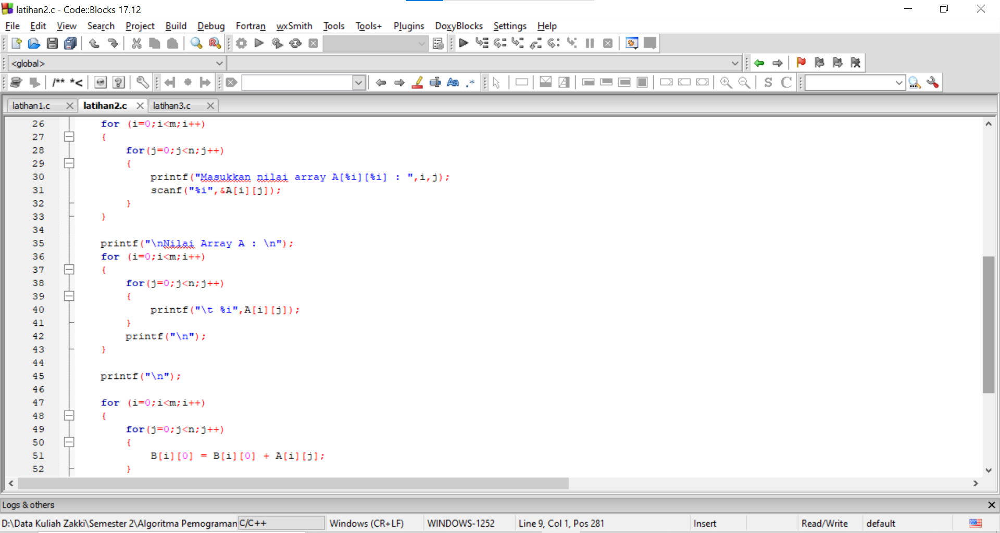 latihan2.c - Code::Blocks 17.12
File Edit View Search Project Build Debug Fortran wxSmith Tools Tools+ Plugins DoxyBlocks Settings Help
<global>
/** *<
S C
latihan1.c latihan2.c latihan3.c
26 for (i=0;i<m;i++)
27 {
28 for(j=0;j<n;j++)
29 {
30 printf("Masukkan nilai array A[%i][%i] : ",i,j);
31 scanf("%i",&A[i][j]);
32 }
33 }
34
35 printf("\nNilai Array A : \n");
36 for (i=0;i<m;i++)
37 {
38 for(j=0;j<n;j++)
39 {
40 printf("\t %i",A[i][j]);
41 }
42 printf("\n");
43 }
44
45 printf("\n");
46
47 for (i=0;i<m;i++)
48 {
49 for(j=0;j<n;j++)
50 {
51 B[i][0] = B[i][0] + A[i][j];
52 }
Logs & others
D:\Data Kuliah Zakki\Semester 2\Algoritma Pemograman C/C++ Windows (CR+LF) WINDOWS-1252 Line 9, Col 1, Pos 281 Insert Read/Write default